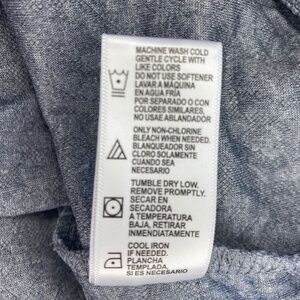 MACHINE WASH COLD
GENTLE CYCLE WITH
LIKE COLORS
DO NOT USE SOFTENER
LAVAR A MÁQUINA
EN AGUA FRÍA
POR SEPARADO O CON
COLORES SIMILARES,
NO USAE ABLANDADOR
ONLY NON-CHLORINE
BLEACH WHEN NEEDED.
BLANQUEADOR SIN
CLORO SOLAMENTE
CUANDO SEA
NECESARIO
TUMBLE DRY LOW.
REMOVE PROMPTLY.
SECAR EN
SECADORA
A TEMPERATURA
BAJA, RETIRAR
INMEDIATAMENTE
COOL IRON
IF NEEDED.
PLANCHA
TEMPLADA,
SI ES NECESARIO